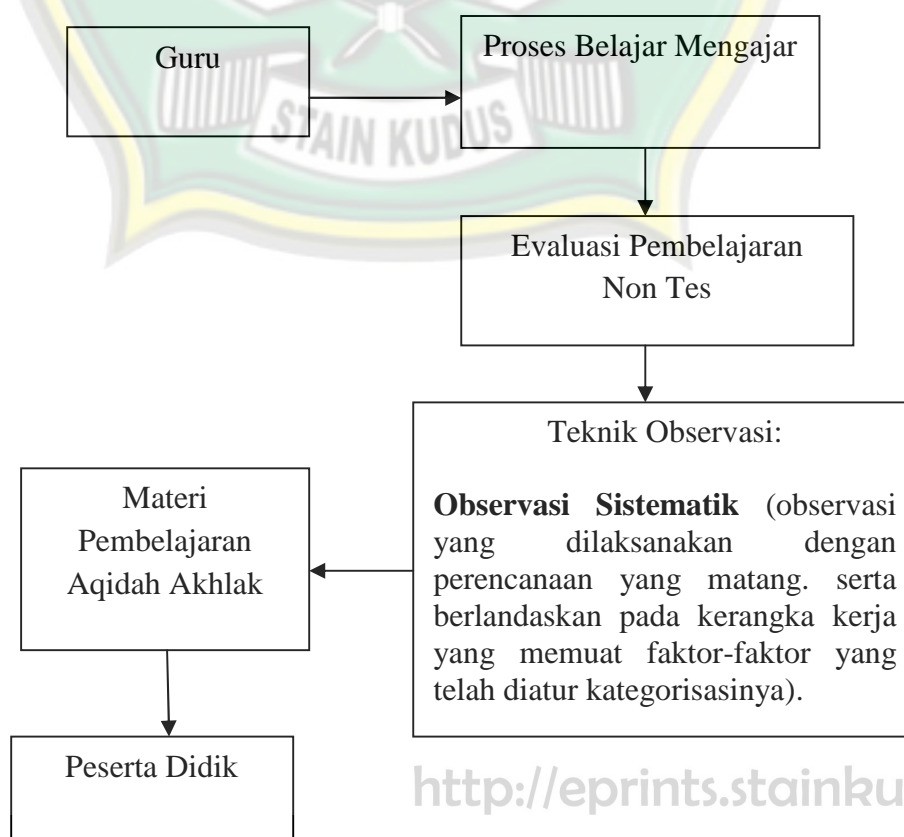 Guru
Proses Belajar Mengajar
STAIN KUDUS
Evaluasi Pembelajaran
Non Tes
Teknik Observasi:
Observasi Sistematik (observasi
yang dilaksanakan dengan
perencanaan yang matang. serta
berlandaskan pada kerangka kerja
yang memuat faktor-faktor yang
telah diatur kategorisasinya).
Materi
Pembelajaran
Aqidah Akhlak
Peserta Didik
http://eprints.stainku